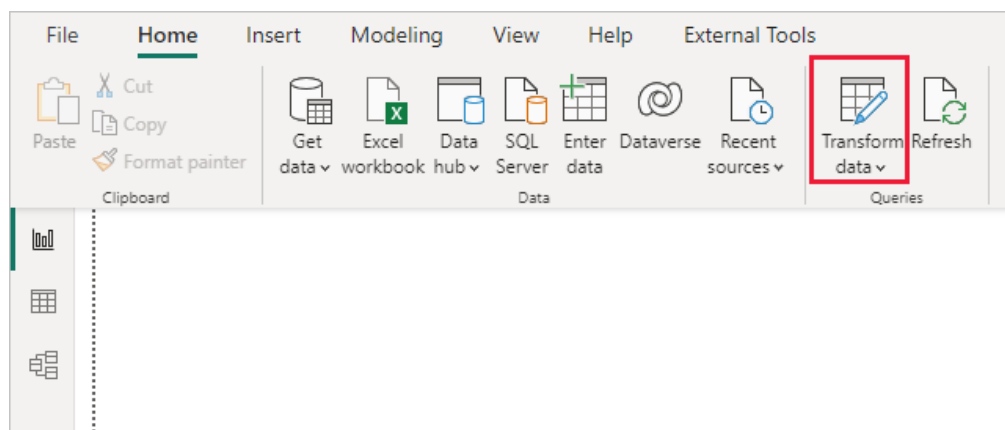 File Home Insert Modeling View Help External Tools
Cut
Copy
Format painter
Paste
Get data
Excel workbook
Data hub
SQL Server
Enter data
Dataverse
Recent sources
Transform data
Refresh
Clipboard
Data
Queries